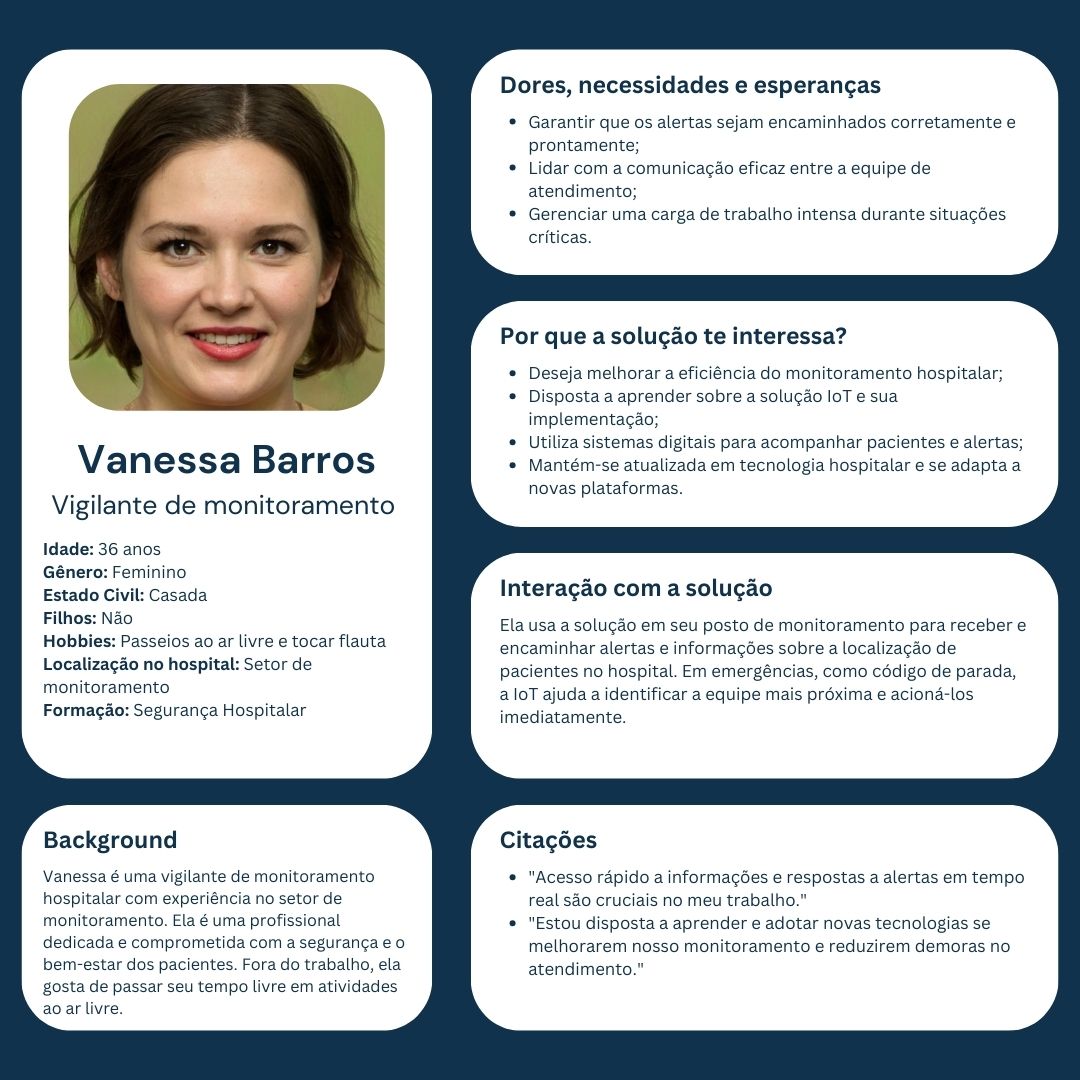 Vanessa Barros
Vigilante de monitoramento
Idade: 36 anos
Gênero: Feminino
Estado Civil: Casada
Filhos: Não
Hobbies: Passeios ao ar livre e tocar flauta
Localização no hospital: Setor de
monitoramento
Formação: Segurança Hospitalar
Background
Vanessa é uma vigilante de monitoramento
hospitalar com experiência no setor de
monitoramento. Ela é uma profissional
dedicada e comprometida com a segurança e o
bem-estar dos pacientes. Fora do trabalho, ela
gosta de passar seu tempo livre em atividades
ao ar livre.
Dores, necessidades e esperanças
• Garantir que os alertas sejam encaminhados corretamente e
prontamente;
• Lidar com a comunicação eficaz entre a equipe de
atendimento;
• Gerenciar uma carga de trabalho intensa durante situações
críticas.
Por que a solução te interessa?
• Deseja melhorar a eficiência do monitoramento hospitalar;
• Disposta a aprender sobre a solução IoT e sua
implementação;
• Utiliza sistemas digitais para acompanhar pacientes e alertas;
• Mantém-se atualizada em tecnologia hospitalar e se adapta a
novas plataformas.
Interação com a solução
Ela usa a solução em seu posto de monitoramento para receber e
encaminhar alertas e informações sobre a localização de
pacientes no hospital. Em emergências, como código de parada,
a IoT ajuda a identificar a equipe mais próxima e acioná-los
imediatamente.
Citações
• "Acesso rápido a informações e respostas a alertas em tempo
real são cruciais no meu trabalho."
• "Estou disposta a aprender e adotar novas tecnologias se
melhorarem nosso monitoramento e reduzirem demoras no
atendimento."